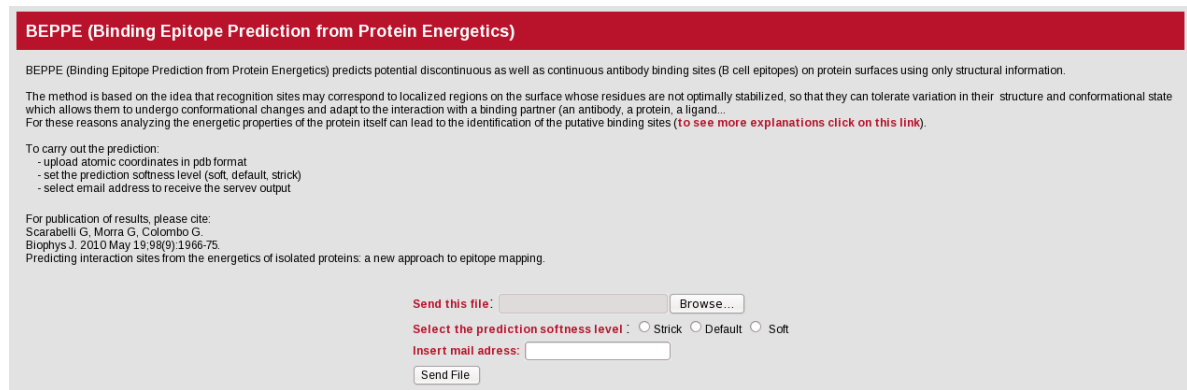 BEPPE (Binding Epitope Prediction from Protein Energetics)
BEPPE (Binding Epitope Prediction from Protein Energetics) predicts potential discontinuous as well as continuous antibody binding sites (B cell epitopes) on protein surfaces using only structural information.
The method is based on the idea that recognition sites may correspond to localized regions on the surface whose residues are not optimally stabilized, so that they can tolerate variation in their structure and conformational state
which allows them to undergo conformational changes and adapt to the interaction with a binding partner (an antibody, a protein, a ligand...
For these reasons analyzing the energetic properties of the protein itself can lead to the identification of the putative binding sites (to see more explanations click on this link).
To carry out the prediction:
- upload atomic coordinates in pdb format
- set the prediction softness level (soft, default, strick)
- select email address to receive the servev output
For publication of results, please cite:
Scarabelli G, Morra G, Colombo G.
Biophys J. 2010 May 19;98(9):1966-75.
Predicting interaction sites from the energetics of isolated proteins: a new approach to epitope mapping.
Send this file: Browse...
Select the prediction softness level : Strick Default Soft
Insert mail adress:
Send File